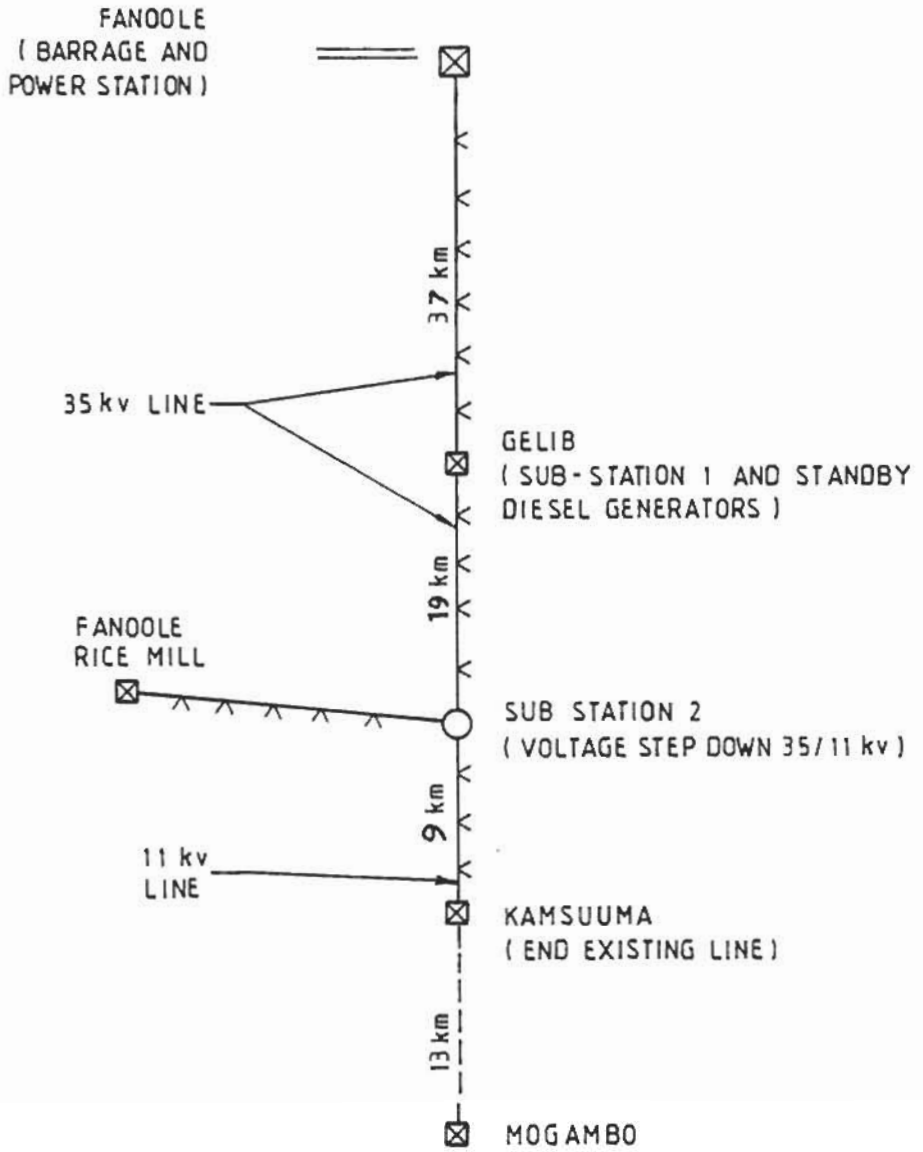 FANOOLE
( BARRAGE AND
POWER STATION )
37 km
35 kv LINE
GELIB
( SUB-STATION 1 AND STANDBY
DIESEL GENERATORS )
19 km
FANOOLE
RICE MILL
SUB STATION 2
( VOLTAGE STEP DOWN 35/11 kv )
9 km
11 kv
LINE
KAMSUUMA
( END EXISTING LINE )
13 km
MOGAMBO